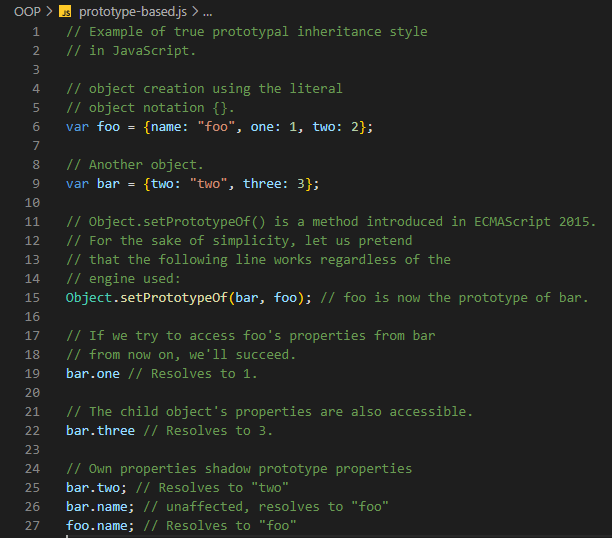 OOP > JS prototype-based.js > ...
1 // Example of true prototypal inheritance style
2 // in JavaScript.
3
4 // object creation using the literal
5 // object notation {}.
6 var foo = {name: "foo", one: 1, two: 2};
7
8 // Another object.
9 var bar = {two: "two", three: 3};
10
11 // Object.setPrototypeOf() is a method introduced in ECMAScript 2015.
12 // For the sake of simplicity, let us pretend
13 // that the following line works regardless of the
14 // engine used:
15 Object.setPrototypeOf(bar, foo); // foo is now the prototype of bar.
16
17 // If we try to access foo's properties from bar
18 // from now on, we'll succeed.
19 bar.one // Resolves to 1.
20
21 // The child object's properties are also accessible.
22 bar.three // Resolves to 3.
23
24 // Own properties shadow prototype properties
25 bar.two; // Resolves to "two"
26 bar.name; // unaffected, resolves to "foo"
27 foo.name; // Resolves to "foo"